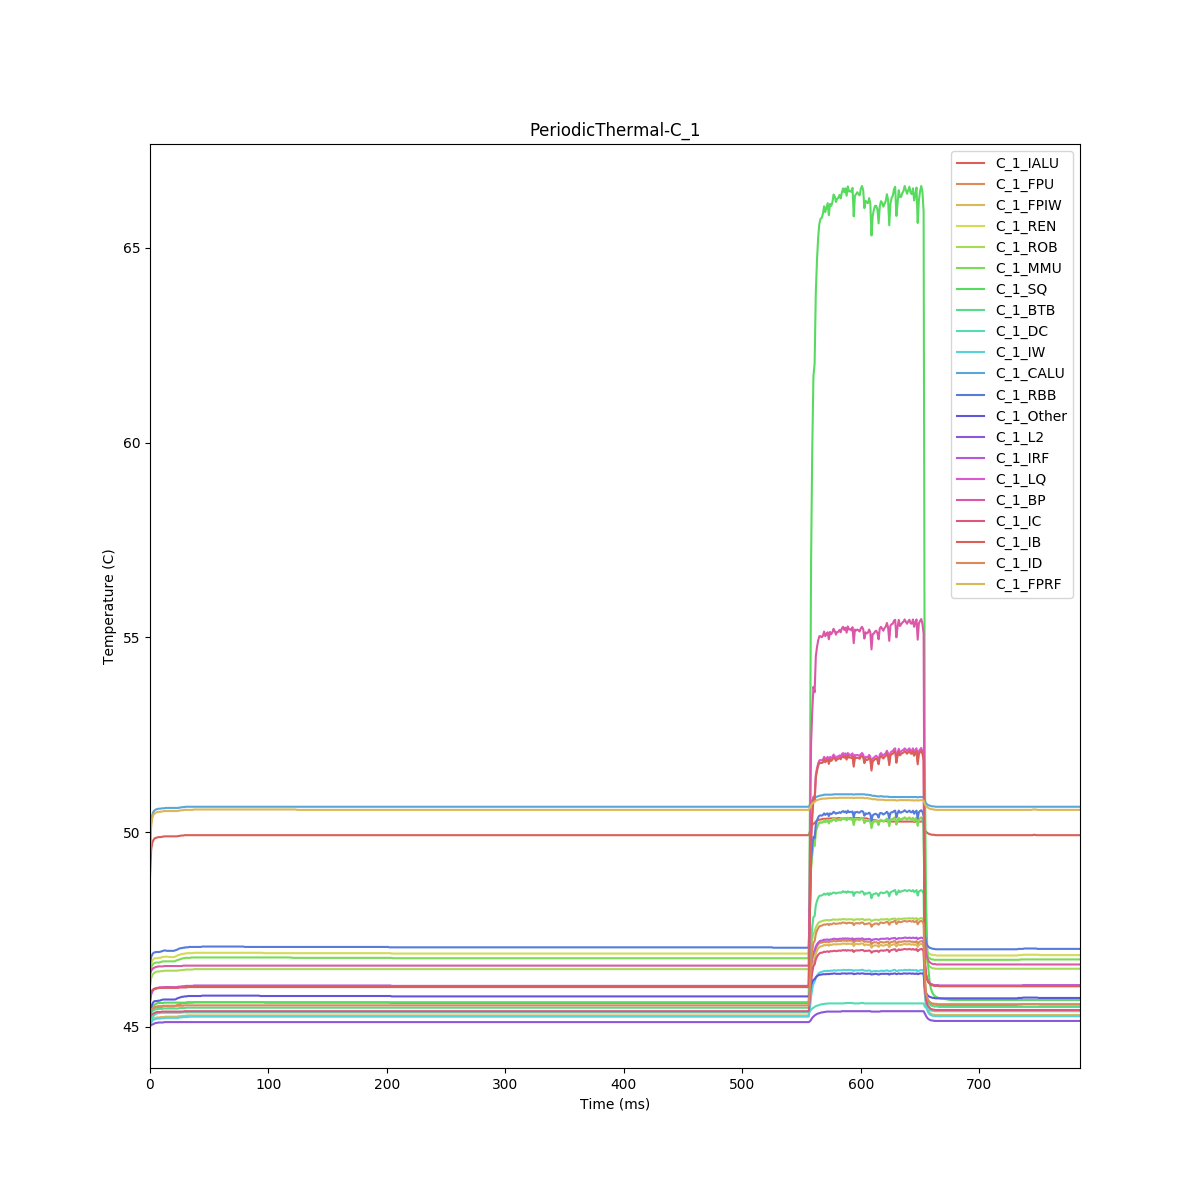 PeriodicThermal-C_1
C_1_IALU
C_1_FPU
C_1_FPIW
C_1_REN
C_1_ROB
C_1_MMU
C_1_SQ
C_1_BTB
C_1_DC
C_1_IW
C_1_CALU
C_1_RBB
C_1_Other
C_1_L2
C_1_IRF
C_1_LQ
C_1_BP
C_1_IC
C_1_IB
C_1_ID
C_1_FPRF
65
60
55
50
45
Temperature (C)
0 100 200 300 400 500 600 700
Time (ms)